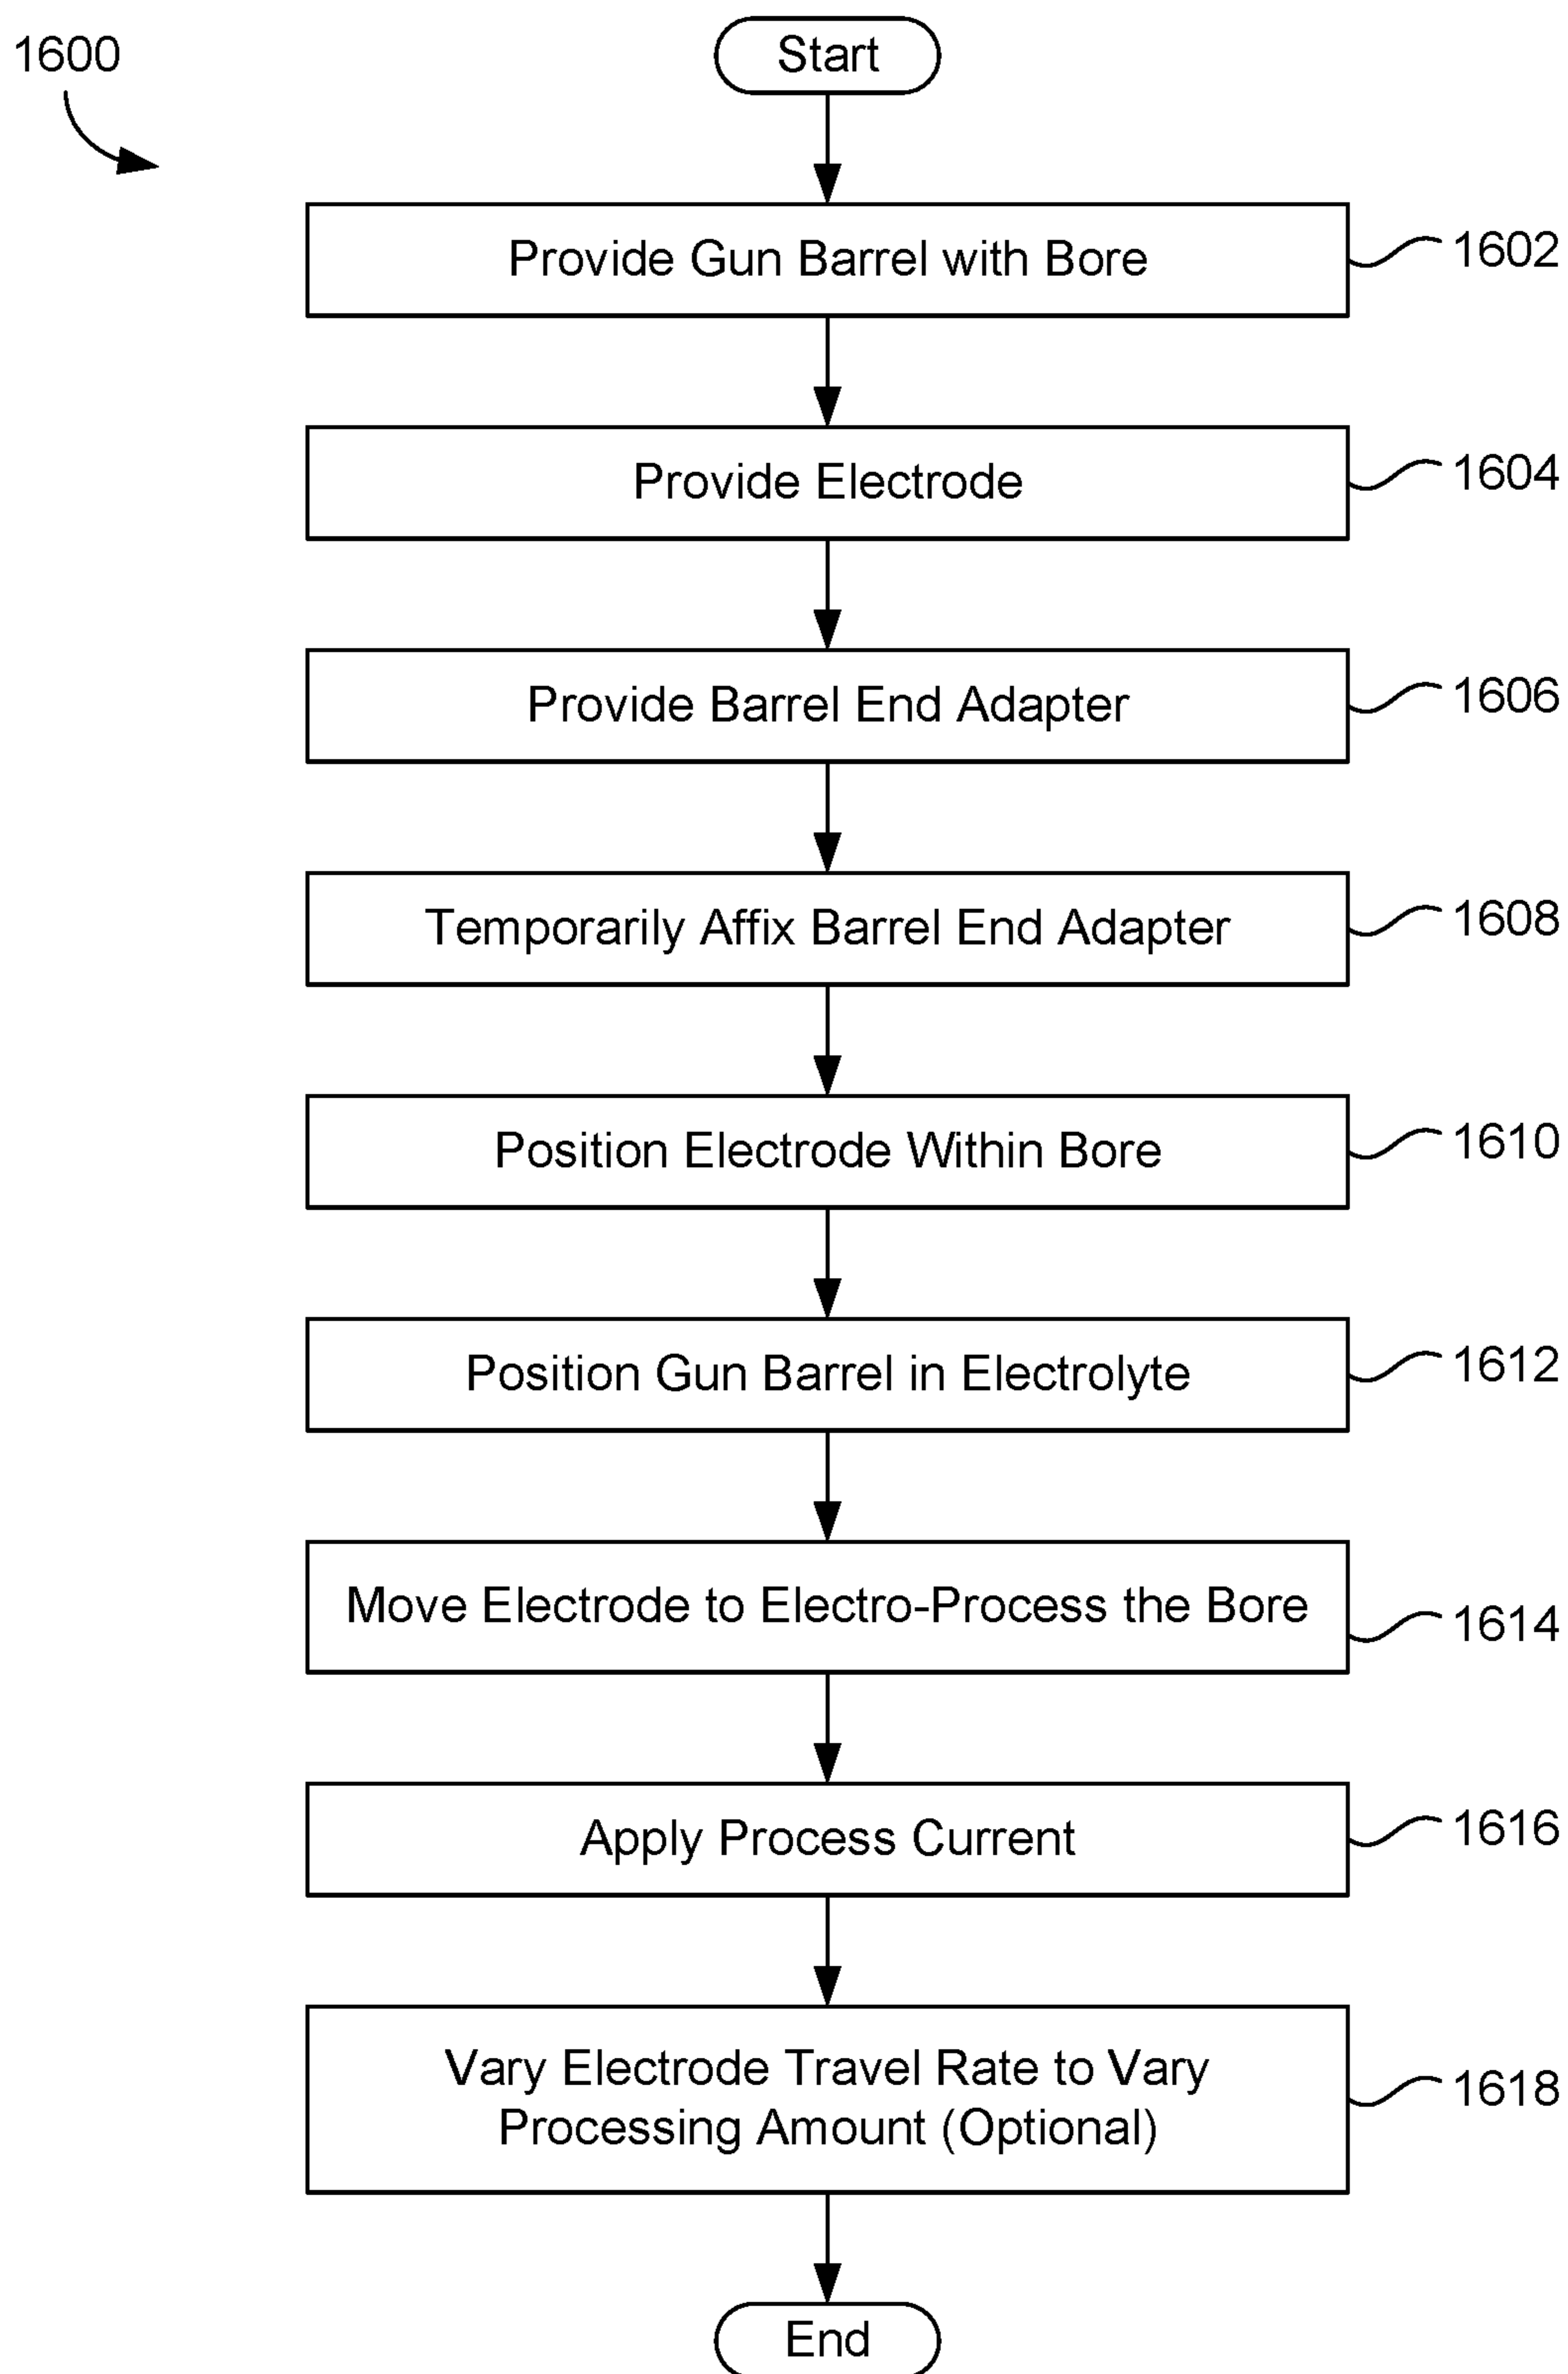 1600
Start
Provide Gun Barrel with Bore
1602
Provide Electrode
1604
Provide Barrel End Adapter
1606
Temporarily Affix Barrel End Adapter
1608
Position Electrode Within Bore
1610
Position Gun Barrel in Electrolyte
1612
Move Electrode to Electro-Process the Bore
1614
Apply Process Current
1616
Vary Electrode Travel Rate to Vary
Processing Amount (Optional)
1618
End